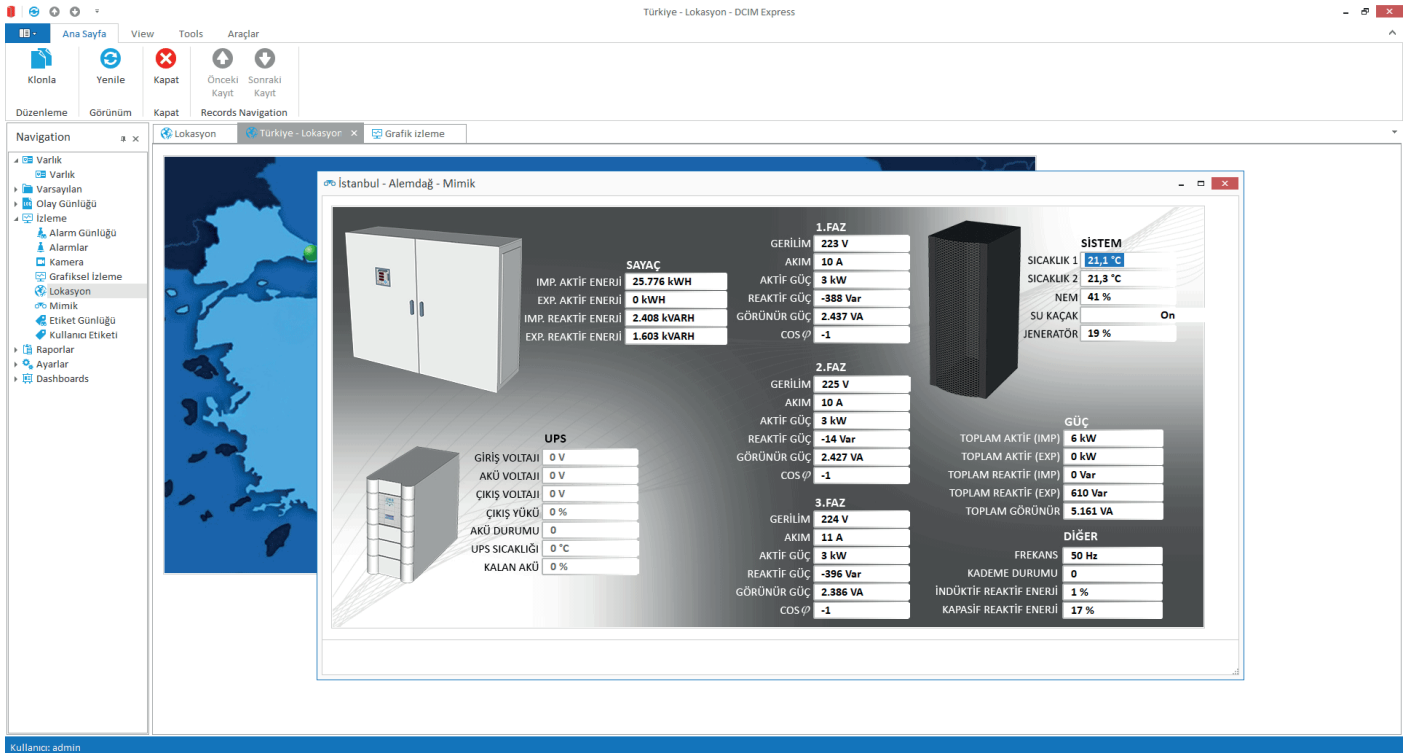 Türkiye - Lokasyon - DCIM Express
Ana Sayfa View Tools Araçlar
Klonla Yenile Kapat Önceki Kayıt Sonraki Kayıt
Düzenleme Görünüm Kapat Records Navigation
Navigation
Lokasyon Türkiye - Lokasyon Grafik izleme
Varlık
Varlık
Varsayılan
Olay Günlüğü
İzleme
Alarm Günlüğü
Alarmlar
Kamera
Grafiksel İzleme
Lokasyon
Mimik
Etiket Günlüğü
Kullanıcı Etiketi
Raporlar
Ayarlar
Dashboards
İstanbul - Alemdağ - Mimik
SAYAÇ
IMP. AKTİF ENERJİ 25.776 kWH
EXP. AKTİF ENERJİ 0 kWH
IMP. REAKTİF ENERJİ 2.408 kVARH
EXP. REAKTİF ENERJİ 1.603 kVARH
UPS
GİRİŞ VOLTAJI 0 V
AKÜ VOLTAJI 0 V
ÇIKIŞ VOLTAJI 0 V
ÇIKIŞ YÜKÜ 0 %
AKÜ DURUMU 0
UPS SICAKLIĞI 0 °C
KALAN AKÜ 0 %
1.FAZ
GERİLİM 223 V
AKIM 10 A
AKTİF GÜÇ 3 kW
REAKTİF GÜÇ -388 Var
GÖRÜNÜR GÜÇ 2.437 VA
COS φ -1
2.FAZ
GERİLİM 225 V
AKIM 10 A
AKTİF GÜÇ 3 kW
REAKTİF GÜÇ -14 Var
GÖRÜNÜR GÜÇ 2.427 VA
COS φ -1
3.FAZ
GERİLİM 224 V
AKIM 11 A
AKTİF GÜÇ 3 kW
REAKTİF GÜÇ -396 Var
GÖRÜNÜR GÜÇ 2.386 VA
COS φ -1
SİSTEM
SICAKLIK 1 21,1 °C
SICAKLIK 2 21,3 °C
NEM 41 %
SU KAÇAK On
JENERATÖR 19 %
GÜÇ
TOPLAM AKTİF (IMP) 6 kW
TOPLAM AKTİF (EXP) 0 kW
TOPLAM REAKTİF (IMP) 0 Var
TOPLAM REAKTİF (EXP) 610 Var
TOPLAM GÖRÜNÜR 5.161 VA
DİĞER
FREKANS 50 Hz
KADEME DURUMU 0
İNDÜKTİF REAKTİF ENERJİ 1 %
KAPASİF REAKTİF ENERJİ 17 %
Kullanıcı: admin